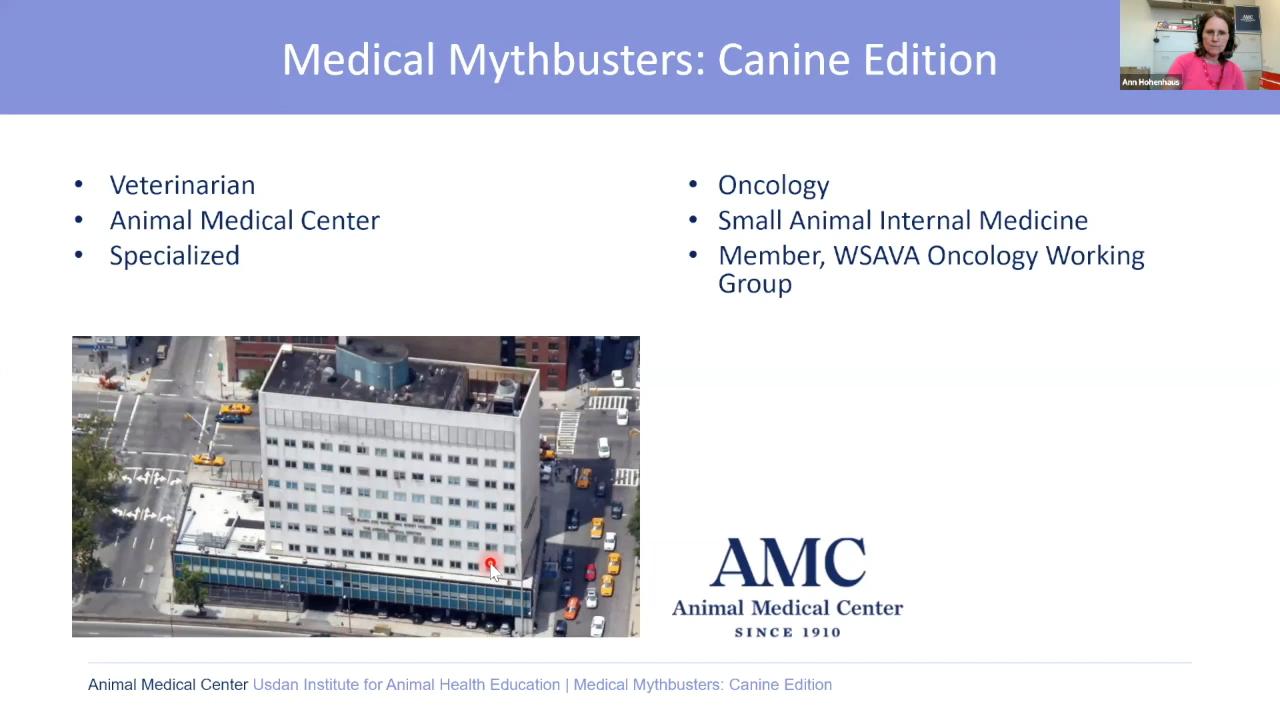 Medical Mythbusters: Canine Edition
Ann Hohenhaus
• Veterinarian
• Animal Medical Center
• Specialized
• Oncology
• Small Animal Internal Medicine
• Member, WSAVA Oncology Working
Group
AMC
Animal Medical Center
SINCE 1910
Animal Medical Center Usdan Institute for Animal Health Education | Medical Mythbusters: Canine Edition